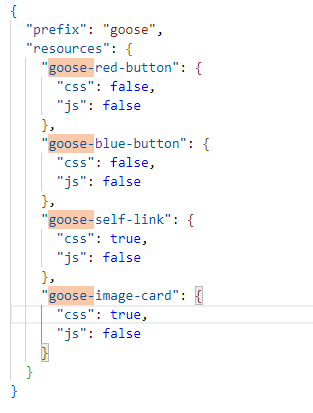 {
  "prefix": "goose",
  "resources": {
    "goose-red-button": {
      "css": false,
      "js": false
    },
    "goose-blue-button": {
      "css": false,
      "js": false
    },
    "goose-self-link": {
      "css": true,
      "js": false
    },
    "goose-image-card": {
      "css": true,
      "js": false
    }
  }
}